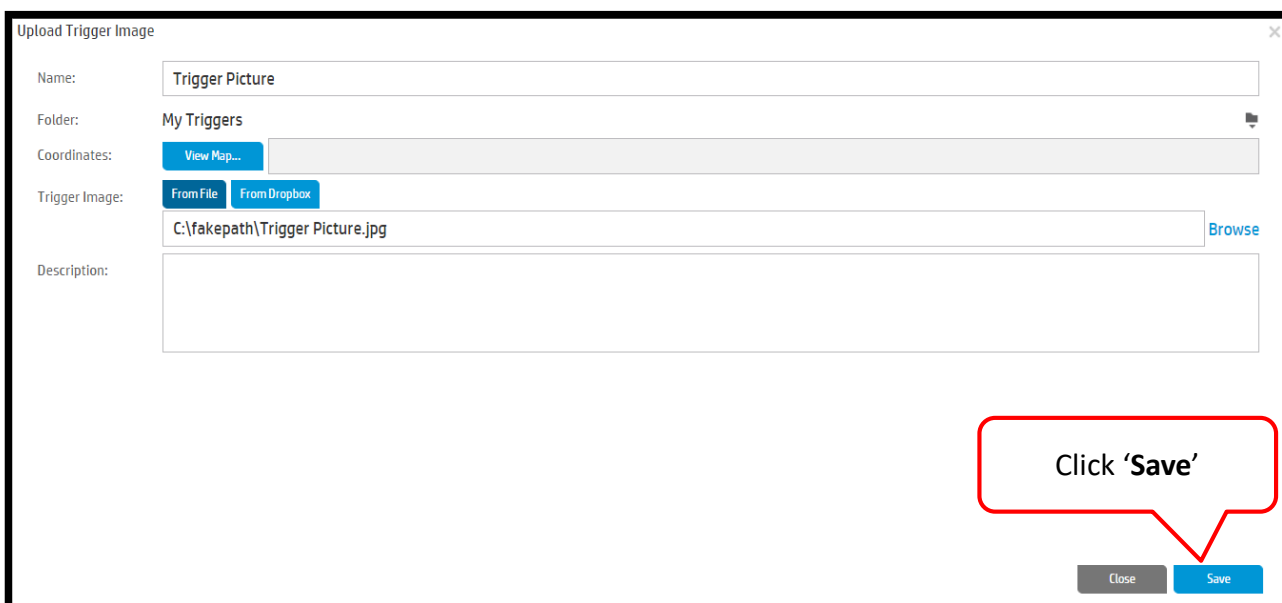 Upload Trigger Image
Name: Trigger Picture
Folder: My Triggers
Coordinates: View Map...
Trigger Image: From File From Dropbox
C:\fakepath\Trigger Picture.jpg Browse
Description:
Click ‘Save’
Close Save